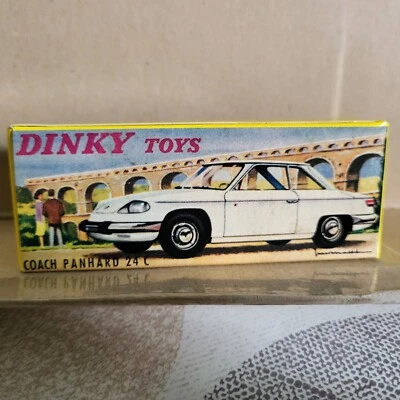 DINKY TOYS
COACH PANHARD 24 C